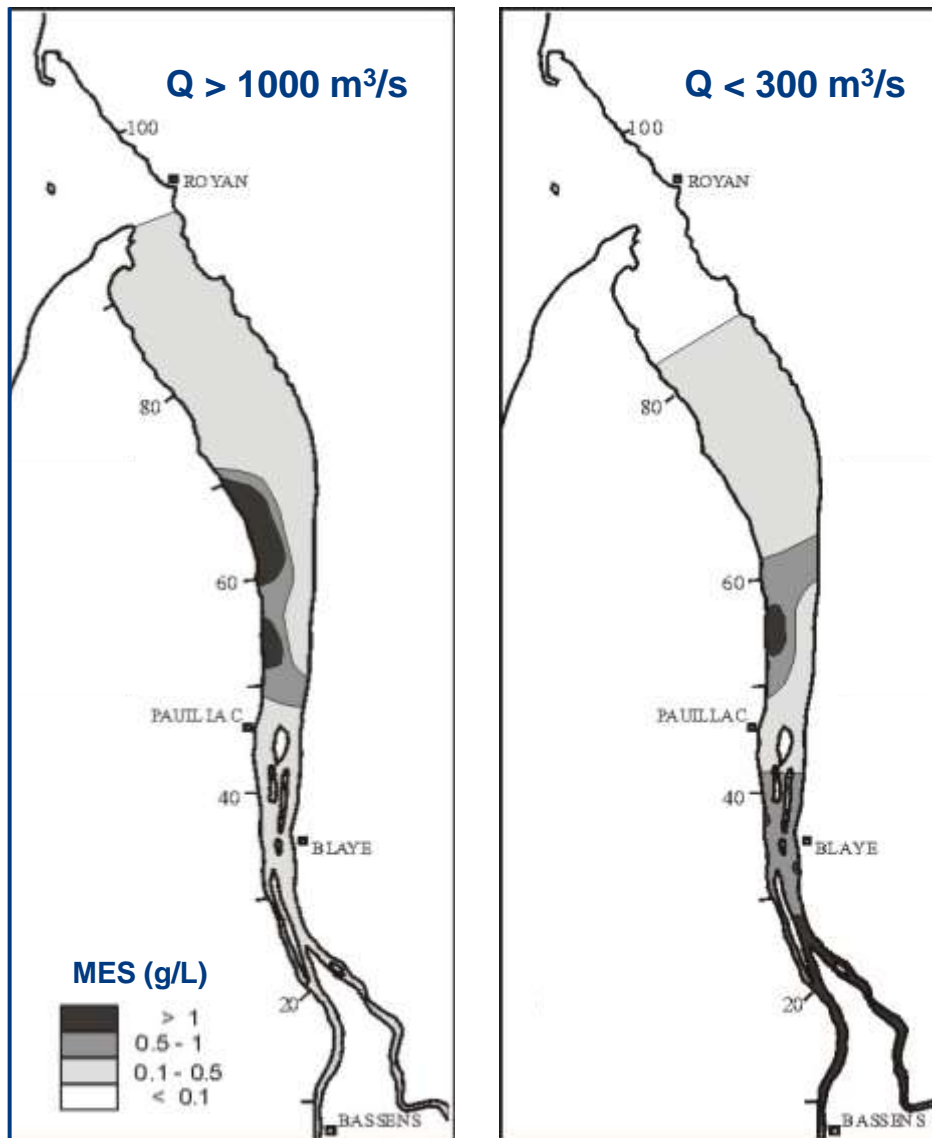 Q > 1000 m³/s
100
ROYAN
80
60
PAUILLAC
40
BLAYE
MES (g/L)
> 1
0.5 - 1
0.1 - 0.5
< 0.1
20
BASSENS
Q < 300 m³/s
100
ROYAN
80
60
PAUILLAC
40
BLAYE
20
BASSENS